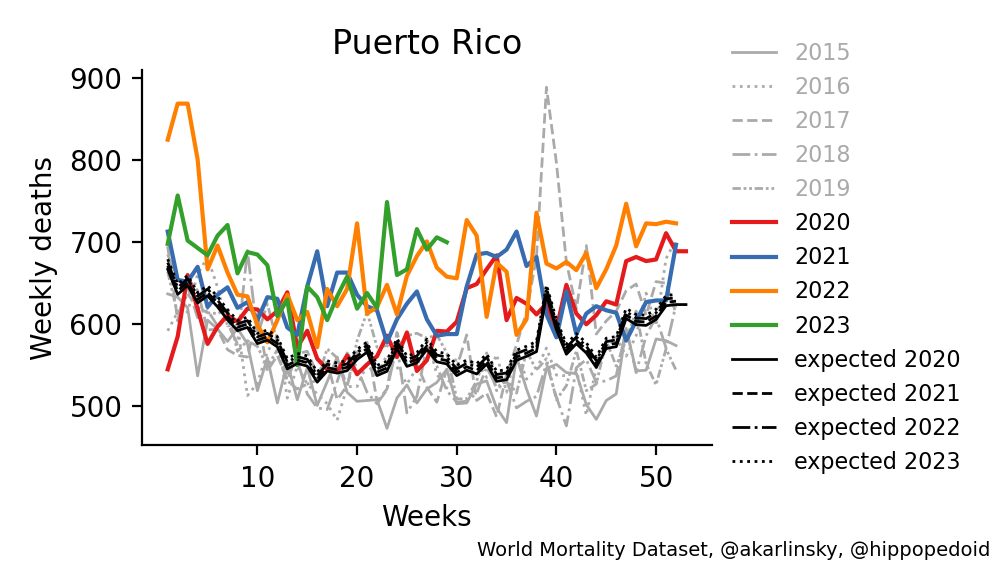 Puerto Rico
Weekly deaths
900
800
700
600
500
10
20
30
40
50
Weeks
2015
2016
2017
2018
2019
2020
2021
2022
2023
expected 2020
expected 2021
expected 2022
expected 2023
World Mortality Dataset, @akarlinsky, @hippopedoid